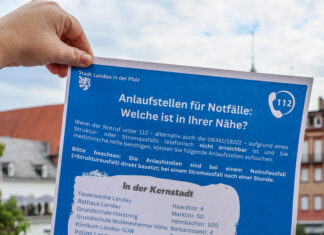 Stadt Landau in der Pfalz
Anlaufstellen für Notfälle:
Welche ist in Ihrer Nähe?
112
Wenn der Notruf unter 112 - alternativ auch die 06341/19222 - aufgrund eines
Struktur- oder Stromausfalls telefonisch nicht erreichbar ist und Sie
medizinische Hilfe benötigen, können Sie folgende Anlaufstellen aufsuchen.
Bitte beachten: Die Anlaufstellen sind bei einem Notrufausfall
(=Strukturausfall) direkt besetzt; bei einem Stromausfall nach einer Stunde.
In der Kernstadt
Feuerwache Landau Haardtstr. 4
Rathaus Landau Marktstr. 50
Grundschule Horstring Helmbachstr. 100
Grundschule Wollmesheimer Höhe Barbarossastr.
Klinikum Landau-SÜW